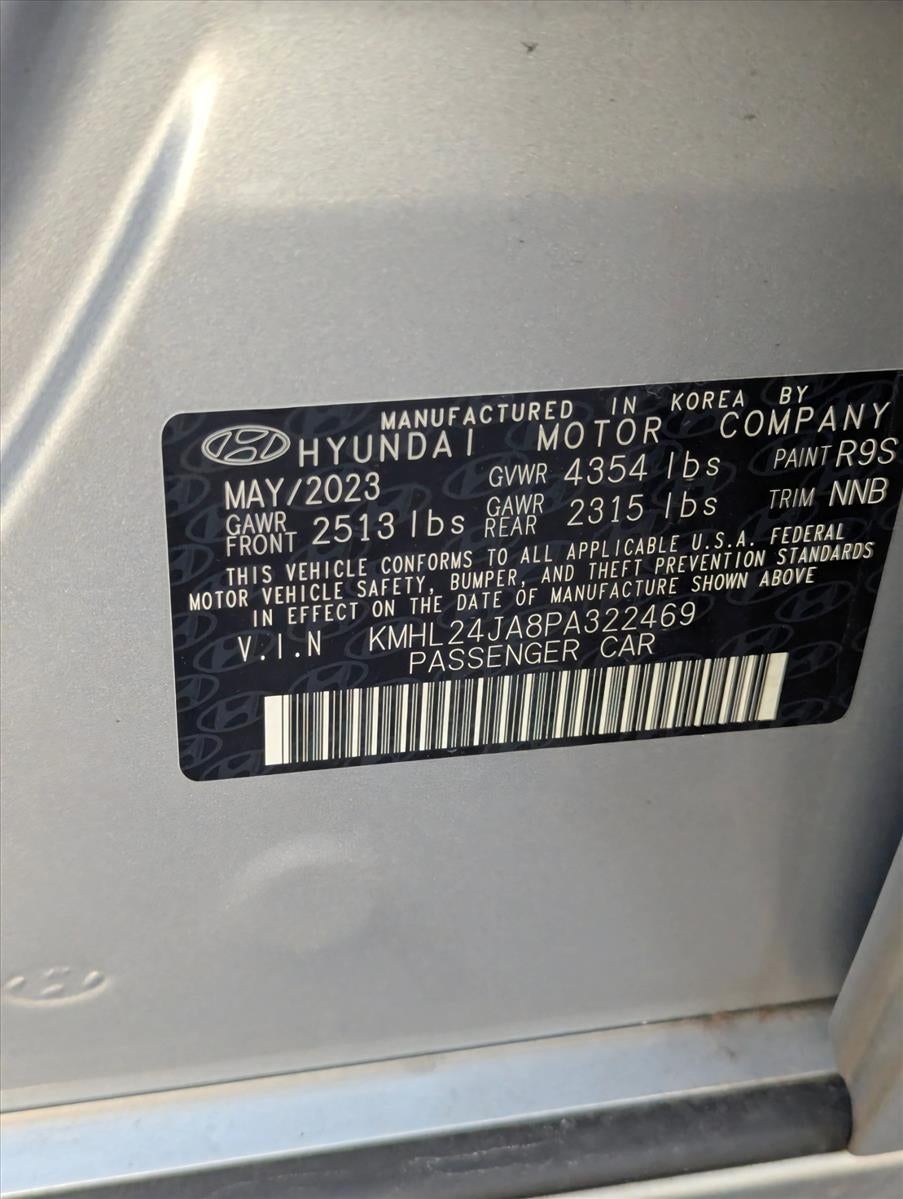 MANUFACTURED IN KOREA BY
HYUNDAI MOTOR COMPANY
MAY/2023 GVWR 4354 lbs PAINT R9S
GAWR FRONT 2513 lbs GAWR REAR 2315 lbs TRIM NNB
THIS VEHICLE CONFORMS TO ALL APPLICABLE U.S.A. FEDERAL
MOTOR VEHICLE SAFETY, BUMPER, AND THEFT PREVENTION STANDARDS
IN EFFECT ON THE DATE OF MANUFACTURE SHOWN ABOVE
V.I.N KMHL24JA8PA322469
PASSENGER CAR